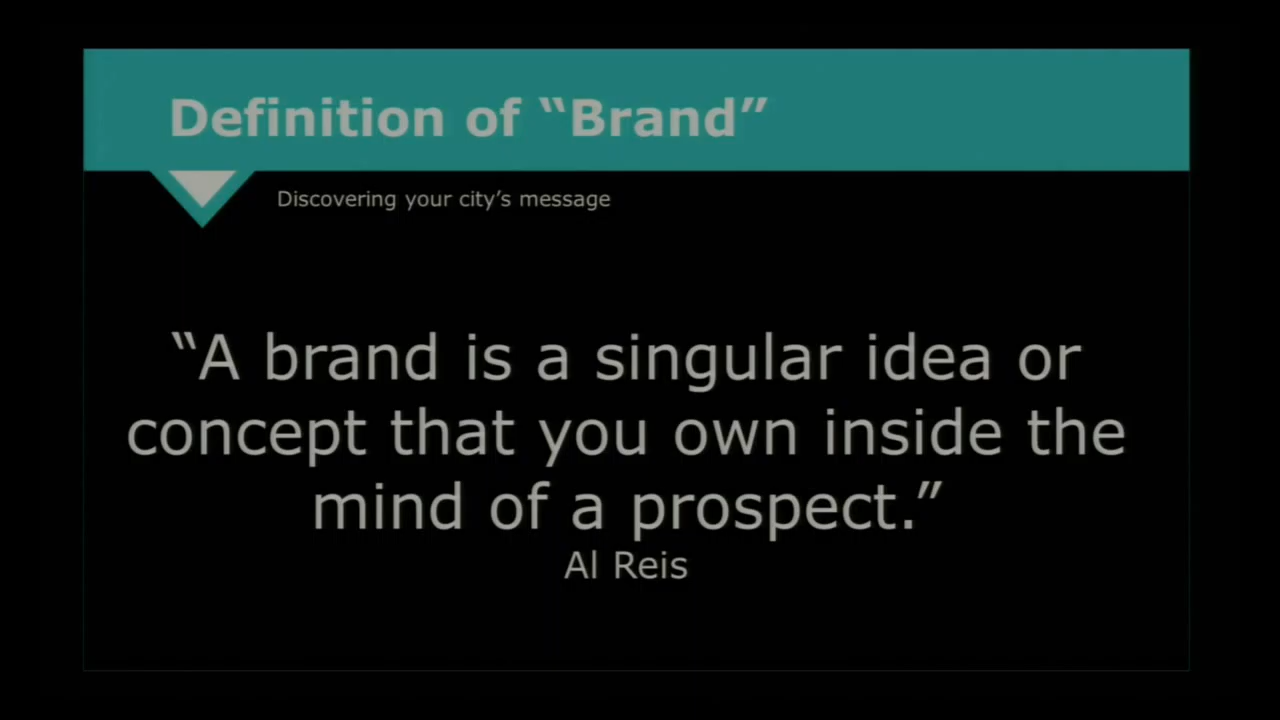 Definition of “Brand”
Discovering your city’s message
“A brand is a singular idea or
concept that you own inside the
mind of a prospect.”
Al Reis